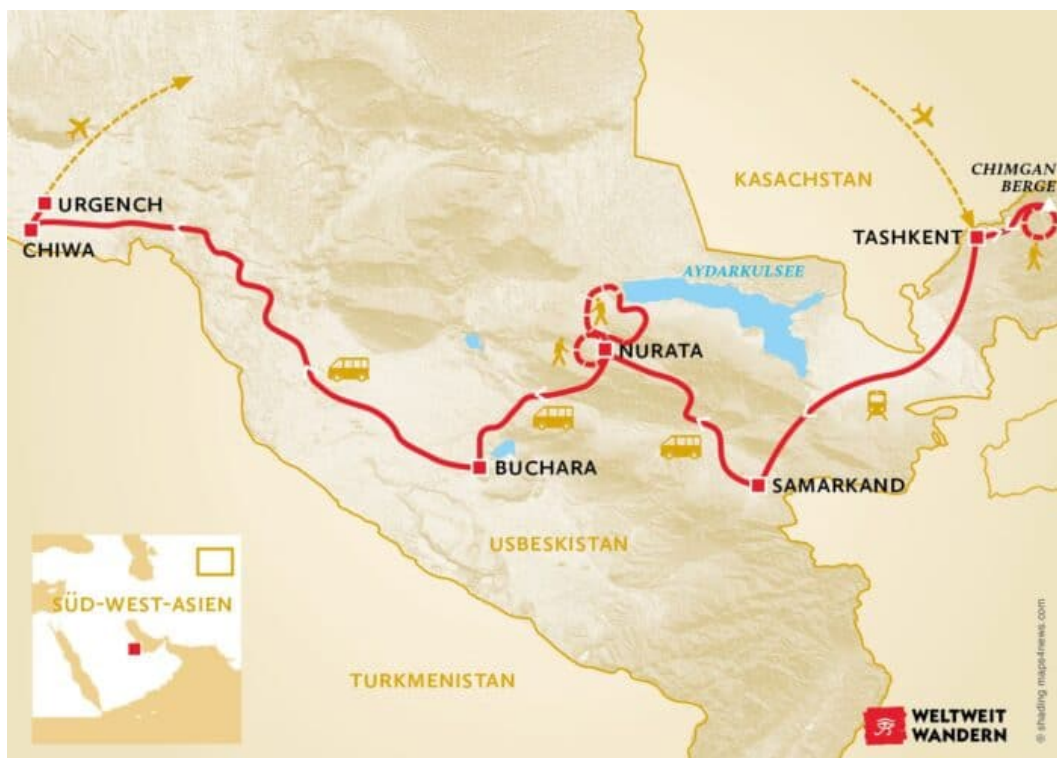 KASACHSTAN
CHIMGAN
BERGE
URGENCH
CHIWA
TASHKENT
AYDARKULSEE
NURATA
BUCHARA
SAMARKAND
USBESKISTAN
SÜD-WEST-ASIEN
TURKMENISTAN
WELTWEIT
WANDERN
© shading maps4news.com